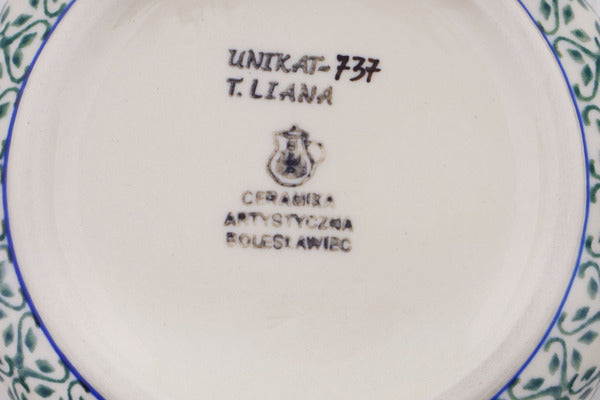 UNIKAT-737
T. LIANA
CERAMIKA
ARTYSTYCZNA
BOLESŁAWIEC